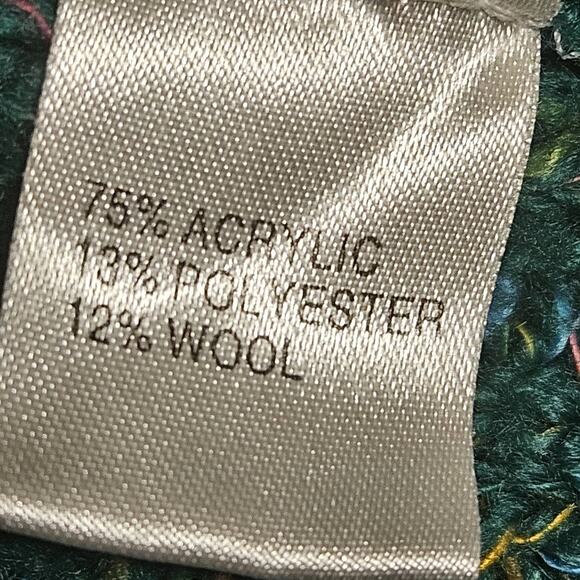 75% ACRYLIC
13% POLYESTER
12% WOOL